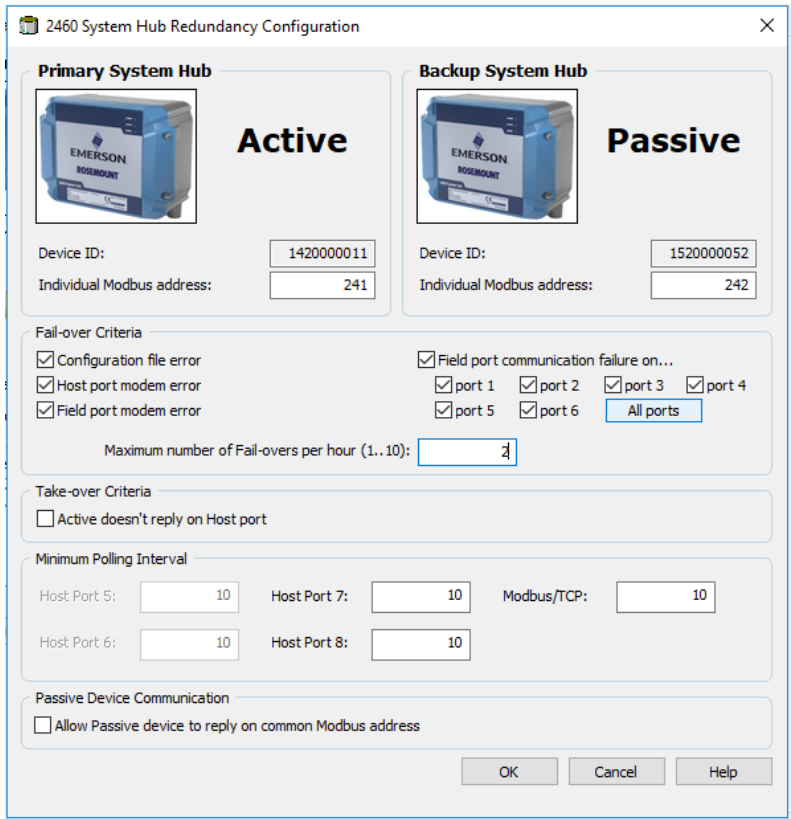 2460 System Hub Redundancy Configuration
Primary System Hub
EMERSON
ROSEMOUNT
Active
Device ID: 1420000011
Individual Modbus address: 241
Backup System Hub
EMERSON
ROSEMOUNT
Passive
Device ID: 1520000052
Individual Modbus address: 242
Fail-over Criteria
Configuration file error
Host port modem error
Field port modem error
Field port communication failure on...
port 1 port 2 port 3 port 4
port 5 port 6 All ports
Maximum number of Fail-overs per hour (1..10): 2
Take-over Criteria
Active doesn't reply on Host port
Minimum Polling Interval
Host Port 5: 10 Host Port 7: 10 Modbus/TCP: 10
Host Port 6: 10 Host Port 8: 10
Passive Device Communication
Allow Passive device to reply on common Modbus address
OK Cancel Help